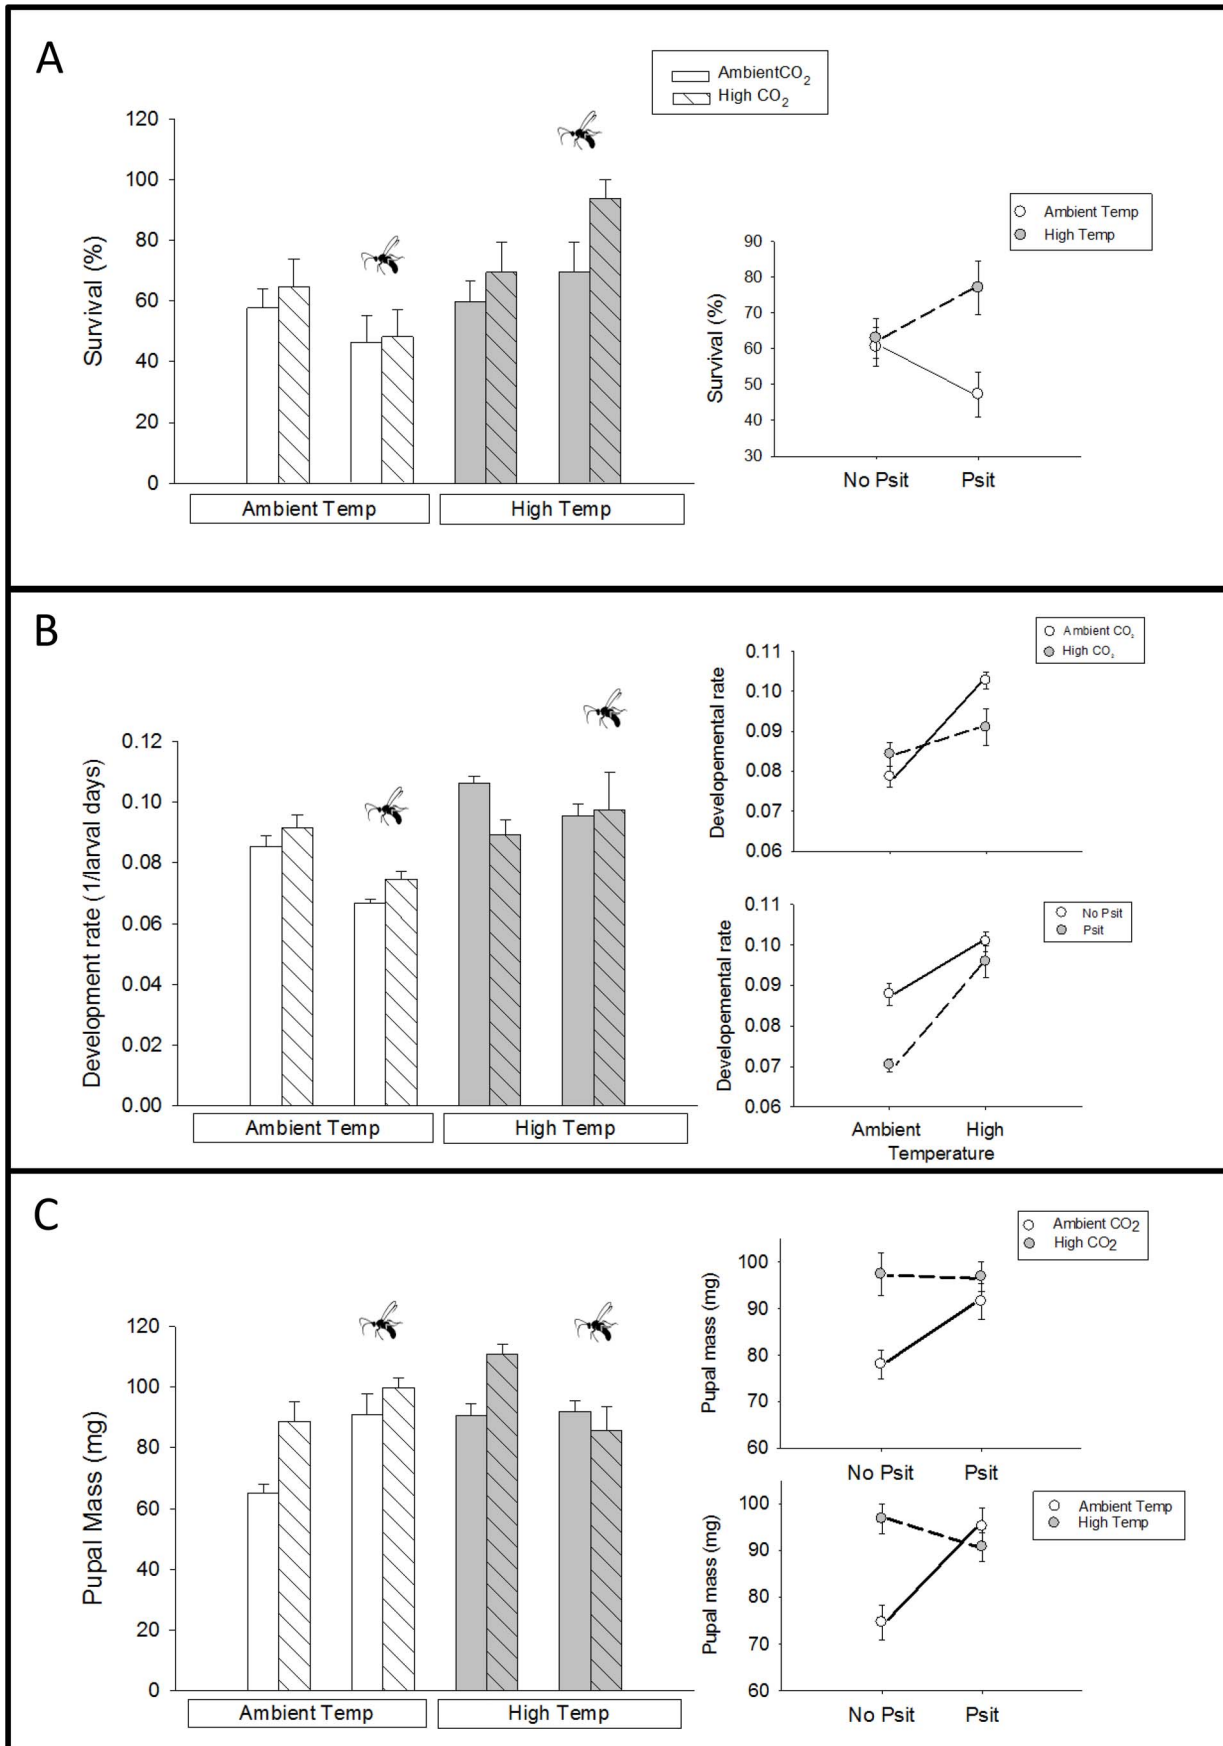 A
AmbientCO2
High CO2
120
100
80
60
40
20
0
Survival (%)
Ambient Temp
High Temp
Ambient Temp
High Temp
90
80
70
60
50
40
30
Survival (%)
No Psit
Psit
B
0.12
0.10
0.08
0.06
0.04
0.02
0.00
Development rate (1/larval days)
Ambient Temp
High Temp
Ambient CO2
High CO2
0.11
0.10
0.09
0.08
0.07
0.06
Developemental rate
No Psit
Psit
0.11
0.10
0.09
0.08
0.07
0.06
Developemental rate
Ambient
High
Temperature
C
120
100
80
60
40
20
0
Pupal Mass (mg)
Ambient Temp
High Temp
Ambient CO2
High CO2
100
90
80
70
60
Pupal mass (mg)
No Psit
Psit
Ambient Temp
High Temp
100
90
80
70
60
Pupal mass (mg)
No Psit
Psit